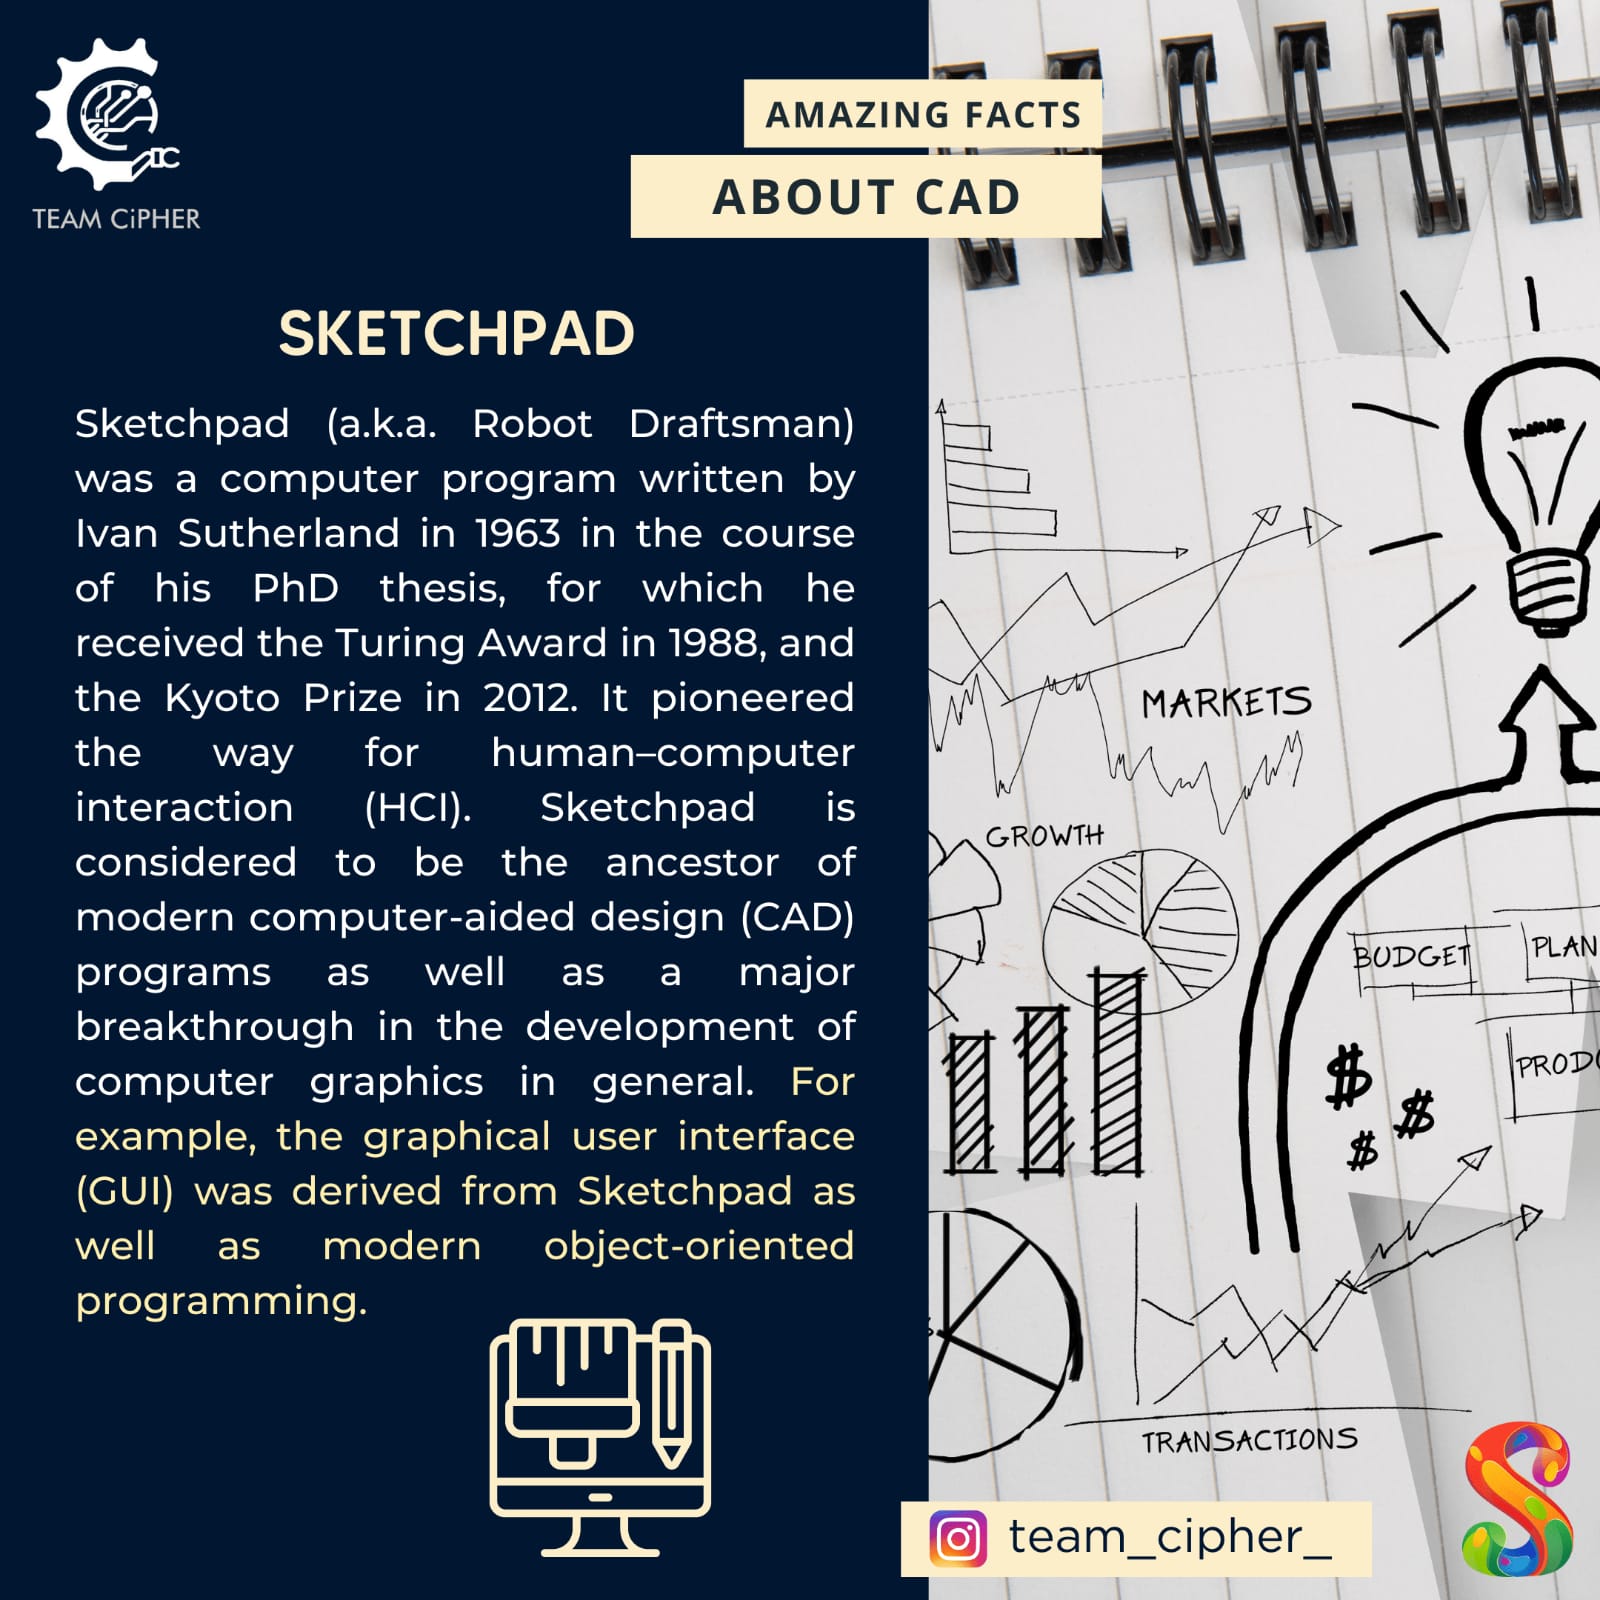 TEAM CiPHER
AMAZING FACTS
ABOUT CAD
SKETCHPAD
Sketchpad (a.k.a. Robot Draftsman)
was a computer program written by
Ivan Sutherland in 1963 in the course
of his PhD thesis, for which he
received the Turing Award in 1988, and
the Kyoto Prize in 2012. It pioneered
the way for human–computer
interaction (HCI). Sketchpad is
considered to be the ancestor of
modern computer-aided design (CAD)
programs as well as a major
breakthrough in the development of
computer graphics in general. For
example, the graphical user interface
(GUI) was derived from Sketchpad as
well as modern object-oriented
programming.
MARKETS
GROWTH
BUDGET
PLAN
$
$
$
TRANSACTIONS
team_cipher_
S